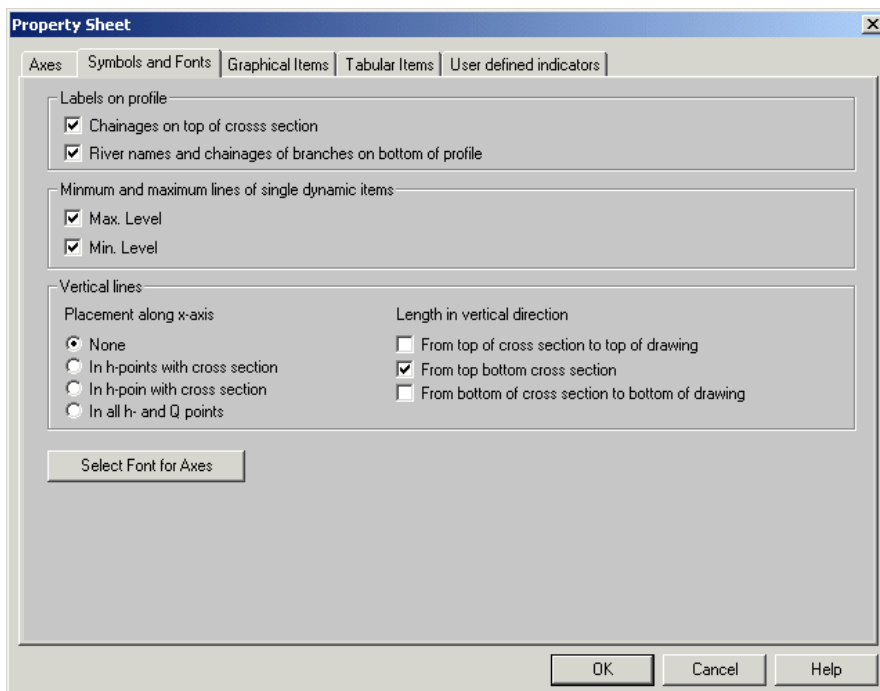 Property Sheet
Axes
Symbols and Fonts
Graphical Items
Tabular Items
User defined indicators
Labels on profile
Chainages on top of crosss section
River names and chainages of branches on bottom of profile
Minmum and maximum lines of single dynamic items
Max. Level
Min. Level
Vertical lines
Placement along x-axis
None
In h-points with cross section
In h-poin with cross section
In all h- and Q points
Length in vertical direction
From top of cross section to top of drawing
From top bottom cross section
From bottom of cross section to bottom of drawing
Select Font for Axes
OK
Cancel
Help